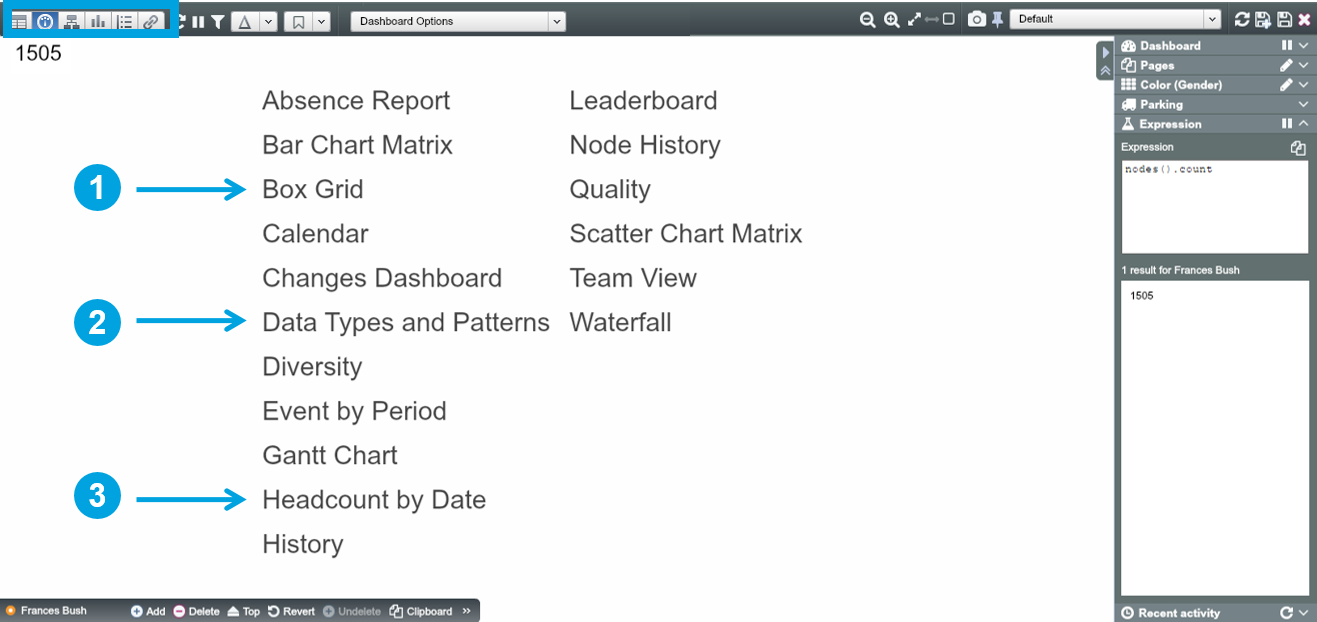 Dashboard Options
Default
1505
Absence Report
Bar Chart Matrix
1
Box Grid
Calendar
Changes Dashboard
2
Data Types and Patterns
Diversity
Event by Period
Gantt Chart
3
Headcount by Date
History
Leaderboard
Node History
Quality
Scatter Chart Matrix
Team View
Waterfall
Dashboard
Pages
Color (Gender)
Parking
Expression
Expression
nodes().count
1 result for Frances Bush
1505
Recent activity
Frances Bush Add Delete Top Revert Undelete Clipboard »